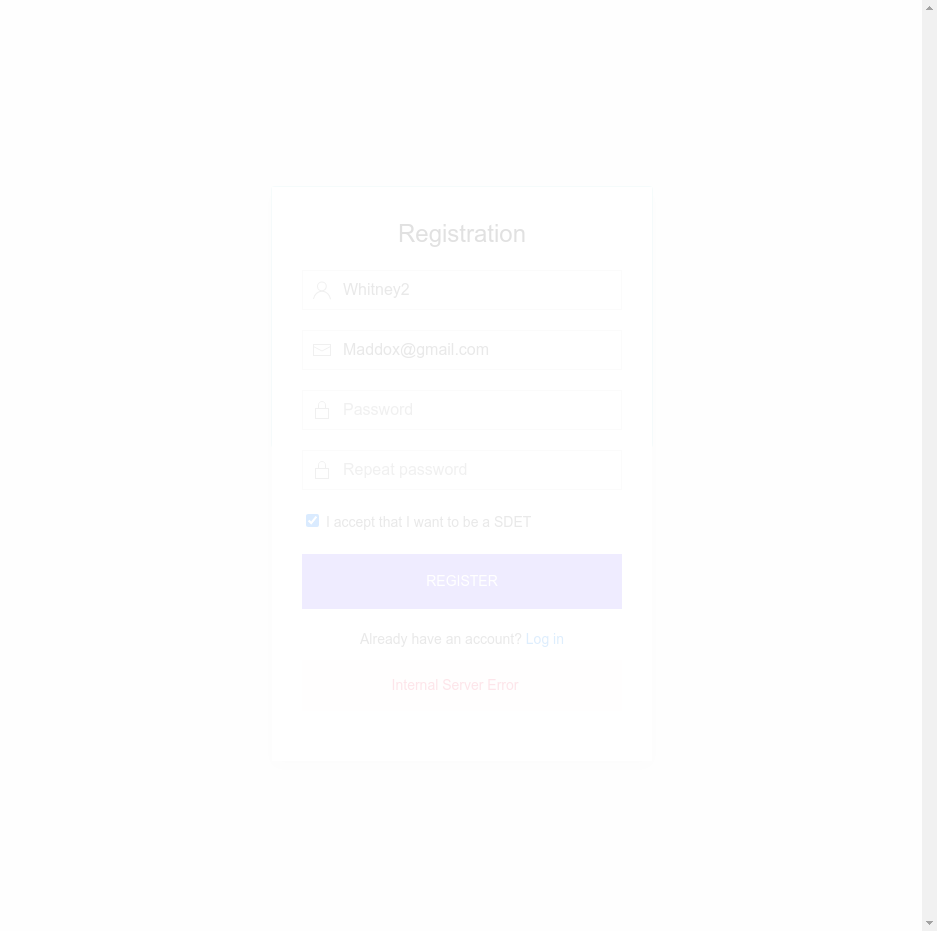 Registration
Whitney2
Maddox@gmail.com
Password
Repeat password
I accept that I want to be a SDET
REGISTER
Already have an account? Log in
Internal Server Error